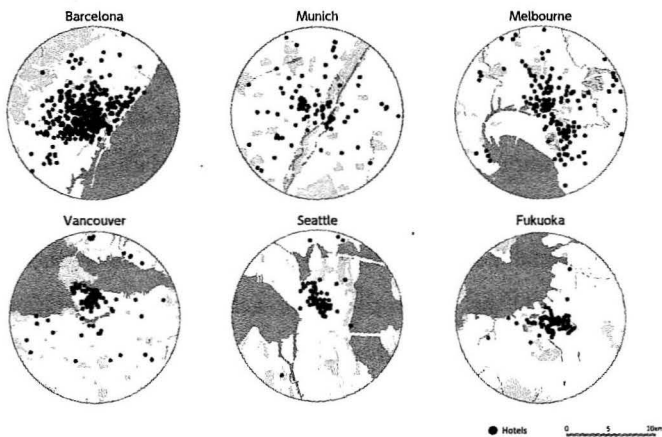 Barcelona
Munich
Melbourne
Vancouver
Seattle
Fukuoka
Hotels
0 5 10km